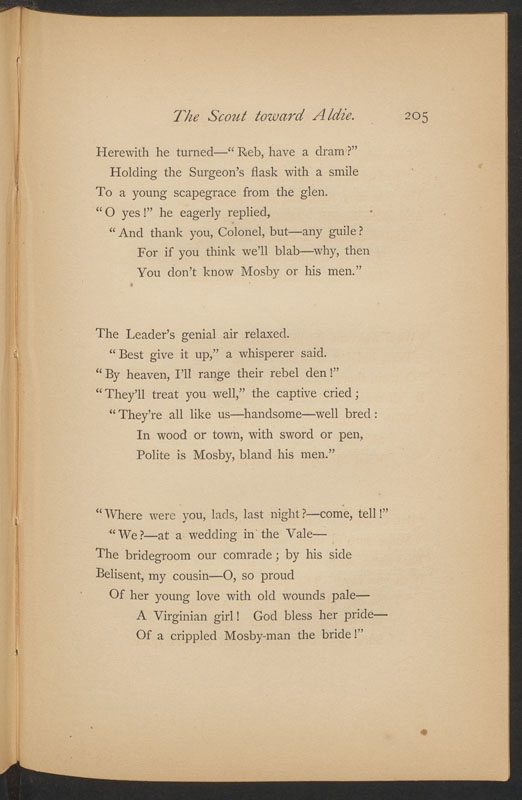 The Scout toward Aldie. 205
Herewith he turned—“ Reb, have a dram ?”
Holding the Surgeon’s flask with a smile
To a young scapegrace from the glen.
“ O yes !” he eagerly replied,
“ And thank you, Colonel, but—any guile ?
For if you think we’ll blab—why, then
You don’t know Mosby or his men.”
The Leader’s genial air relaxed.
“ Best give it up,” a whisperer said.
“ By heaven, I’ll range their rebel den !”
“ They’ll treat you well,” the captive cried ;
“ They’re all like us—handsome—well bred :
In wood or town, with sword or pen,
Polite is Mosby, bland his men.”
“ Where were you, lads, last night ?—come, tell !”
“ We ?—at a wedding in the Vale—
The bridegroom our comrade ; by his side
Belisent, my cousin—O, so proud
Of her young love with old wounds pale—
A Virginian girl ! God bless her pride—
Of a crippled Mosby-man the bride !”